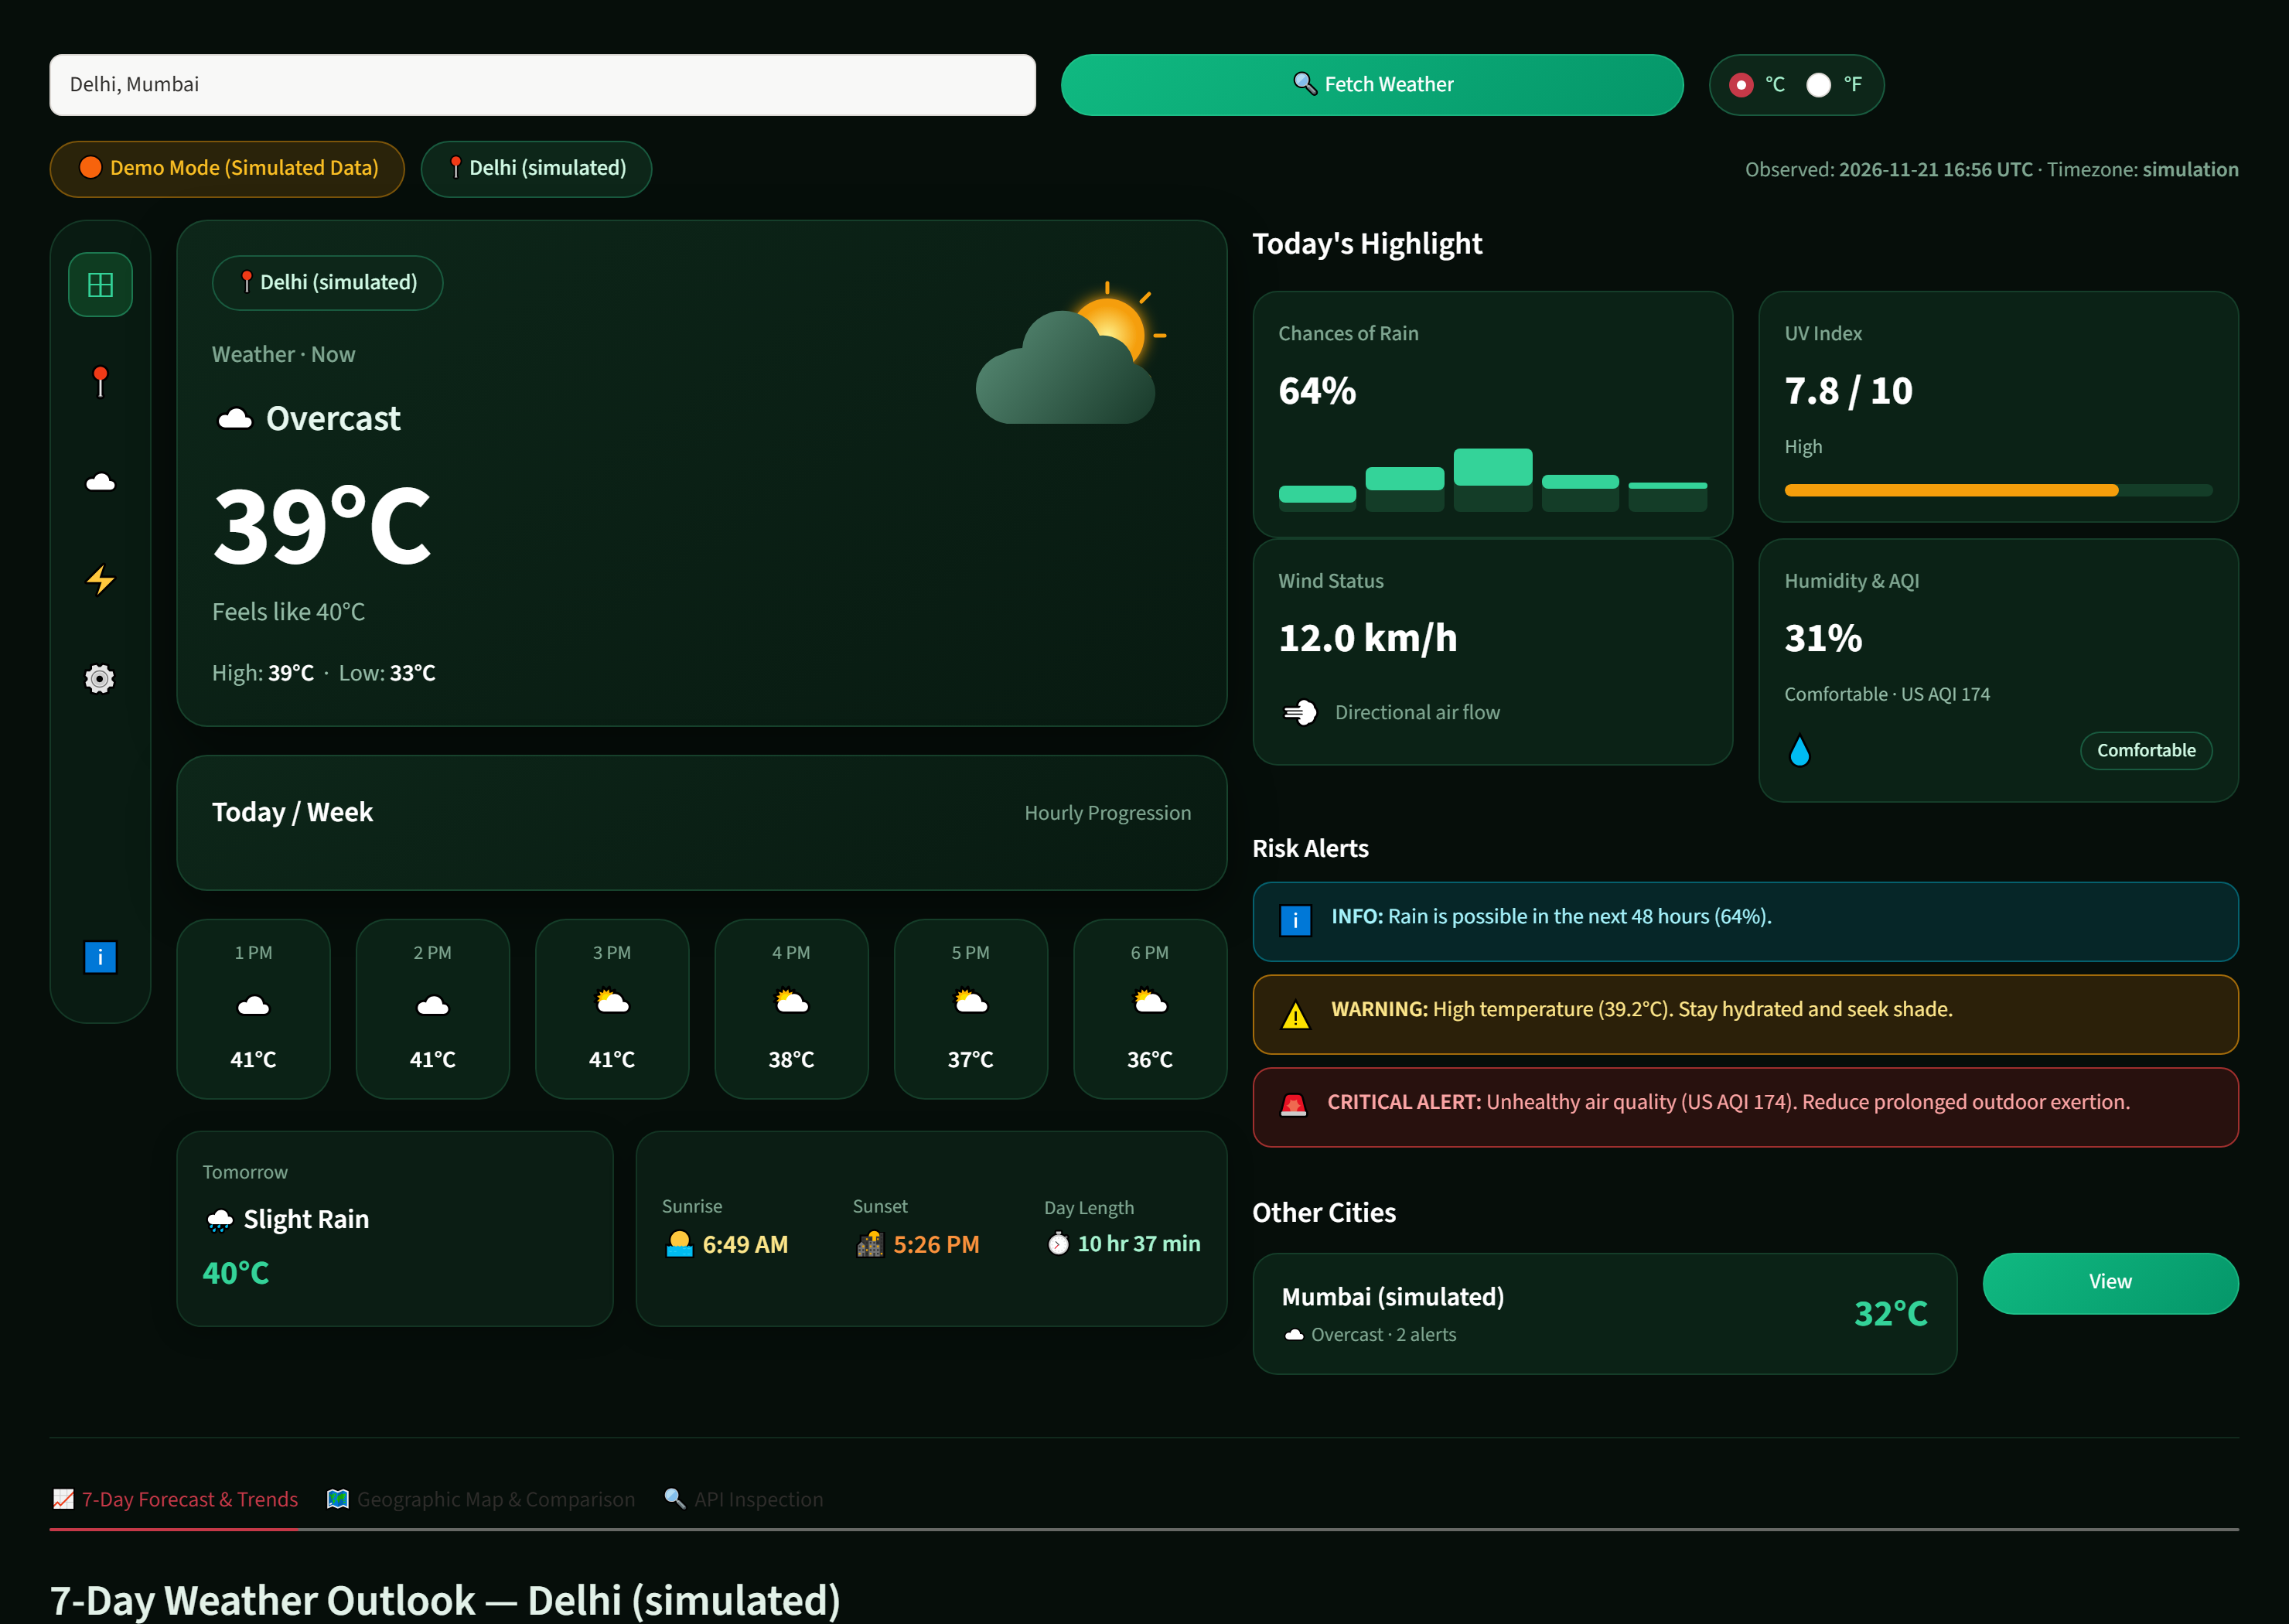 Delhi, Mumbai
Fetch Weather
°C °F
Demo Mode (Simulated Data)
Delhi (simulated)
Observed: 2026-11-21 16:56 UTC · Timezone: simulation
Delhi (simulated)
Weather · Now
Overcast
39°C
Feels like 40°C
High: 39°C · Low: 33°C
Today / Week
Hourly Progression
1 PM
41°C
2 PM
41°C
3 PM
41°C
4 PM
38°C
5 PM
37°C
6 PM
36°C
Tomorrow
Slight Rain
40°C
Sunrise
6:49 AM
Sunset
5:26 PM
Day Length
10 hr 37 min
Today's Highlight
Chances of Rain
64%
UV Index
7.8 / 10
High
Wind Status
12.0 km/h
Directional air flow
Humidity & AQI
31%
Comfortable · US AQI 174
Comfortable
Risk Alerts
INFO: Rain is possible in the next 48 hours (64%).
WARNING: High temperature (39.2°C). Stay hydrated and seek shade.
CRITICAL ALERT: Unhealthy air quality (US AQI 174). Reduce prolonged outdoor exertion.
Other Cities
Mumbai (simulated)
Overcast · 2 alerts
32°C
View
7-Day Forecast & Trends
Geographic Map & Comparison
API Inspection
7-Day Weather Outlook — Delhi (simulated)